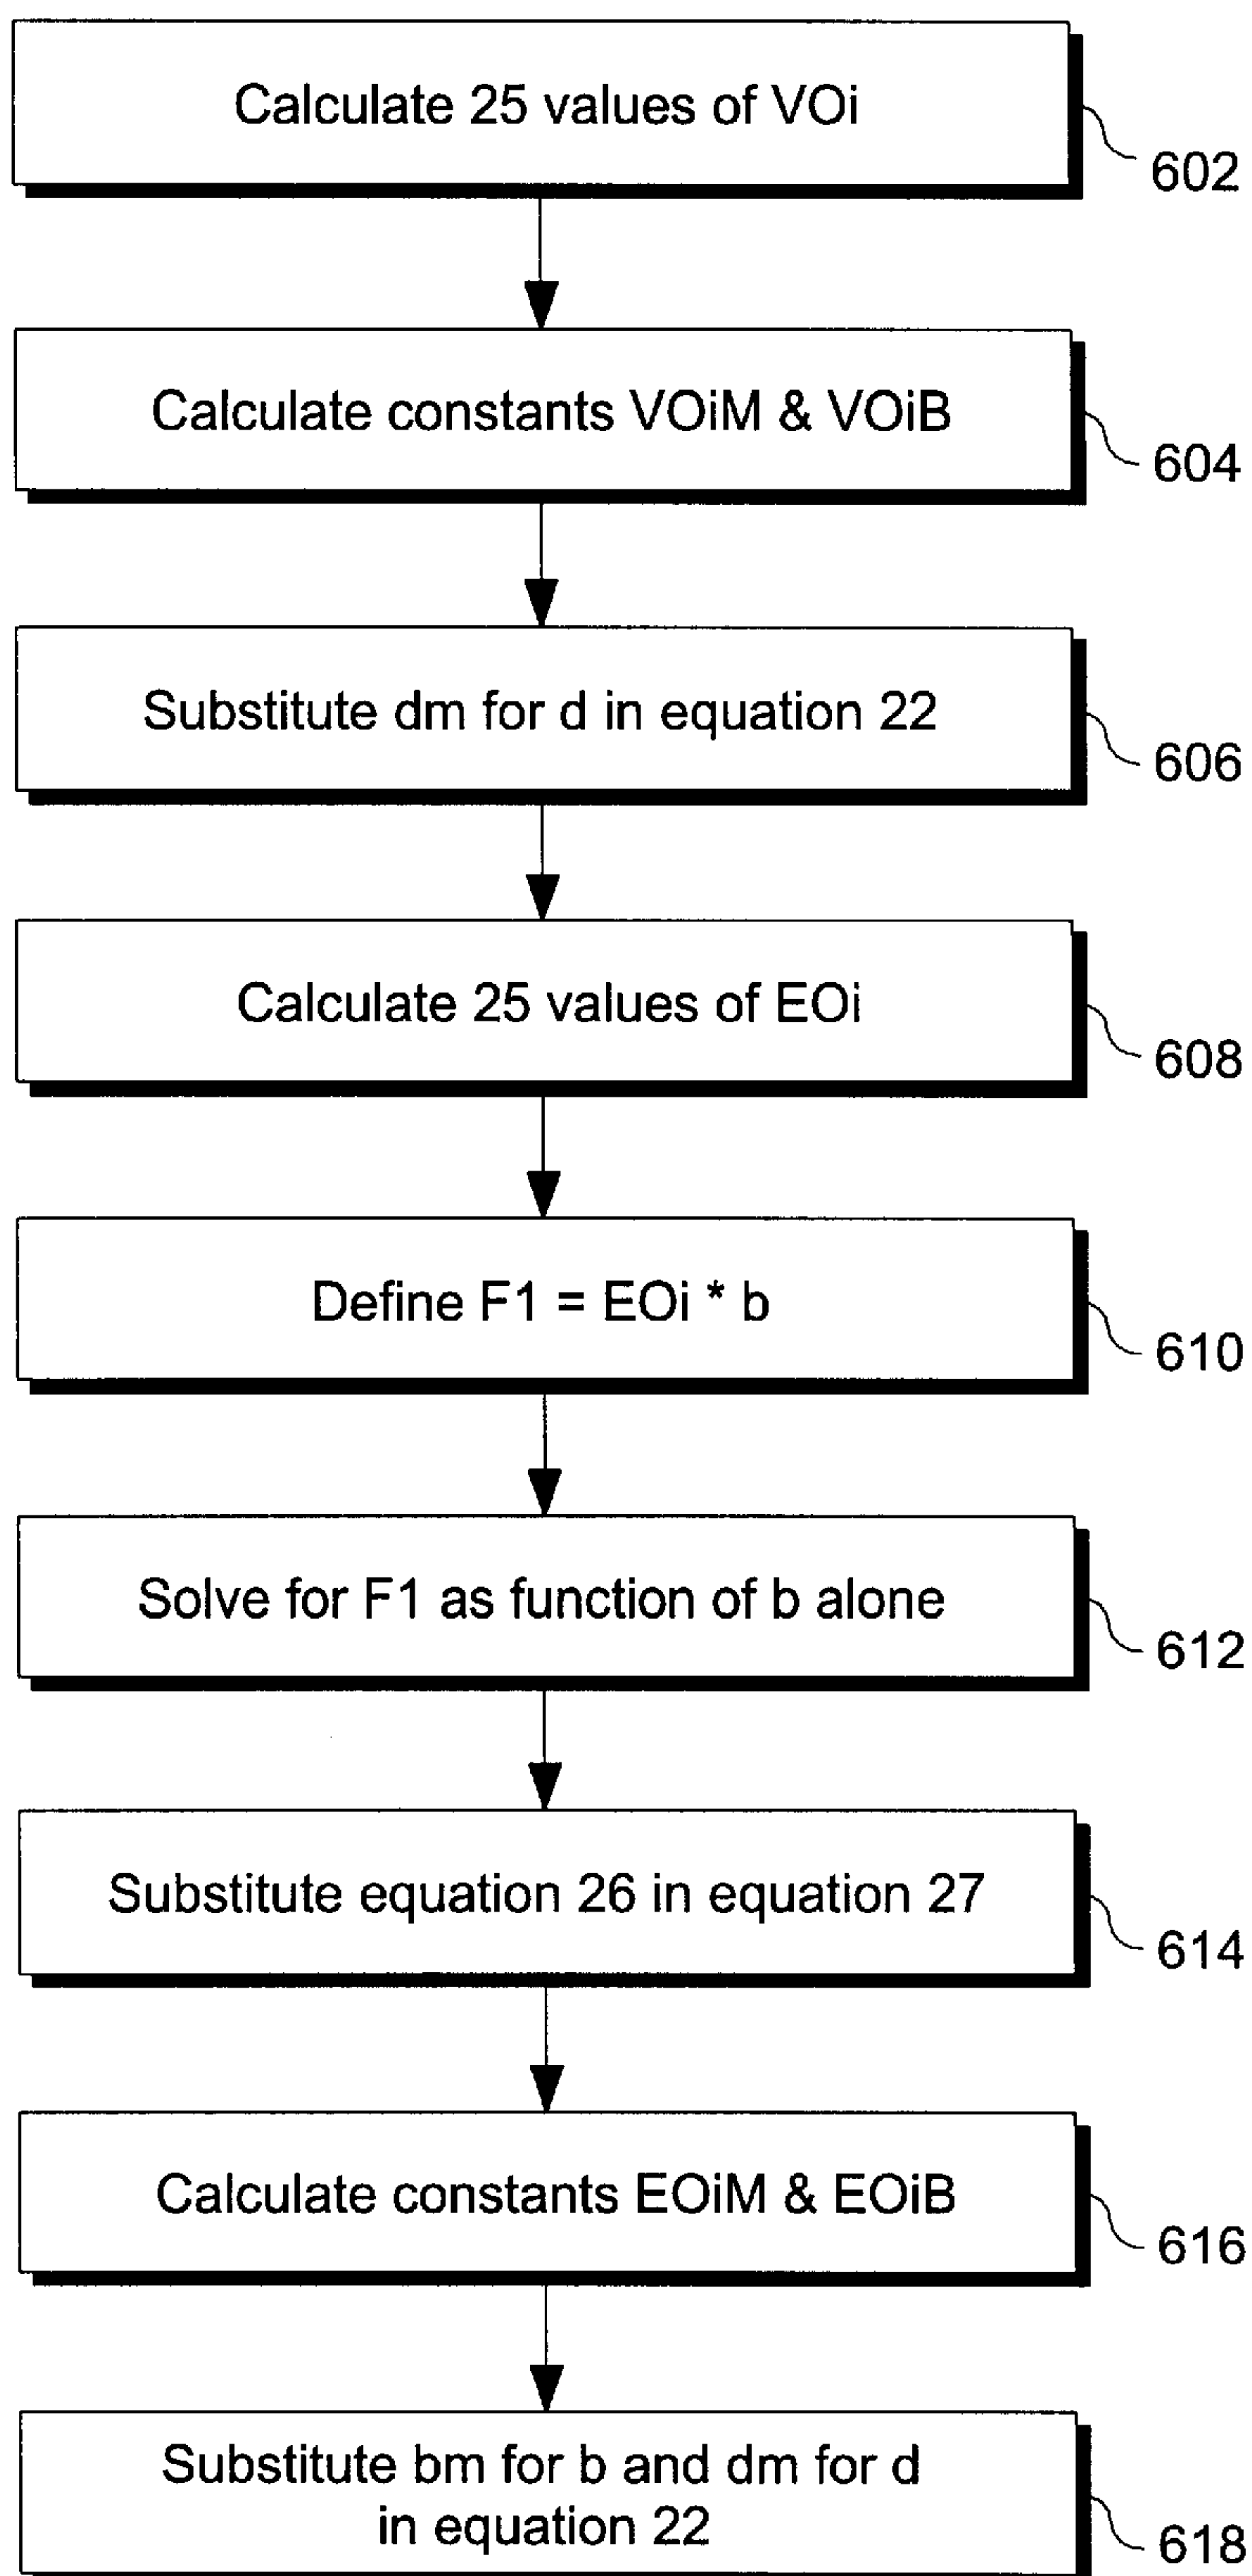 Calculate 25 values of VOi
602
Calculate constants VOiM & VOiB
604
Substitute dm for d in equation 22
606
Calculate 25 values of EOi
608
Define F1 = EOi * b
610
Solve for F1 as function of b alone
612
Substitute equation 26 in equation 27
614
Calculate constants EOiM & EOiB
616
Substitute bm for b and dm for d
in equation 22
618